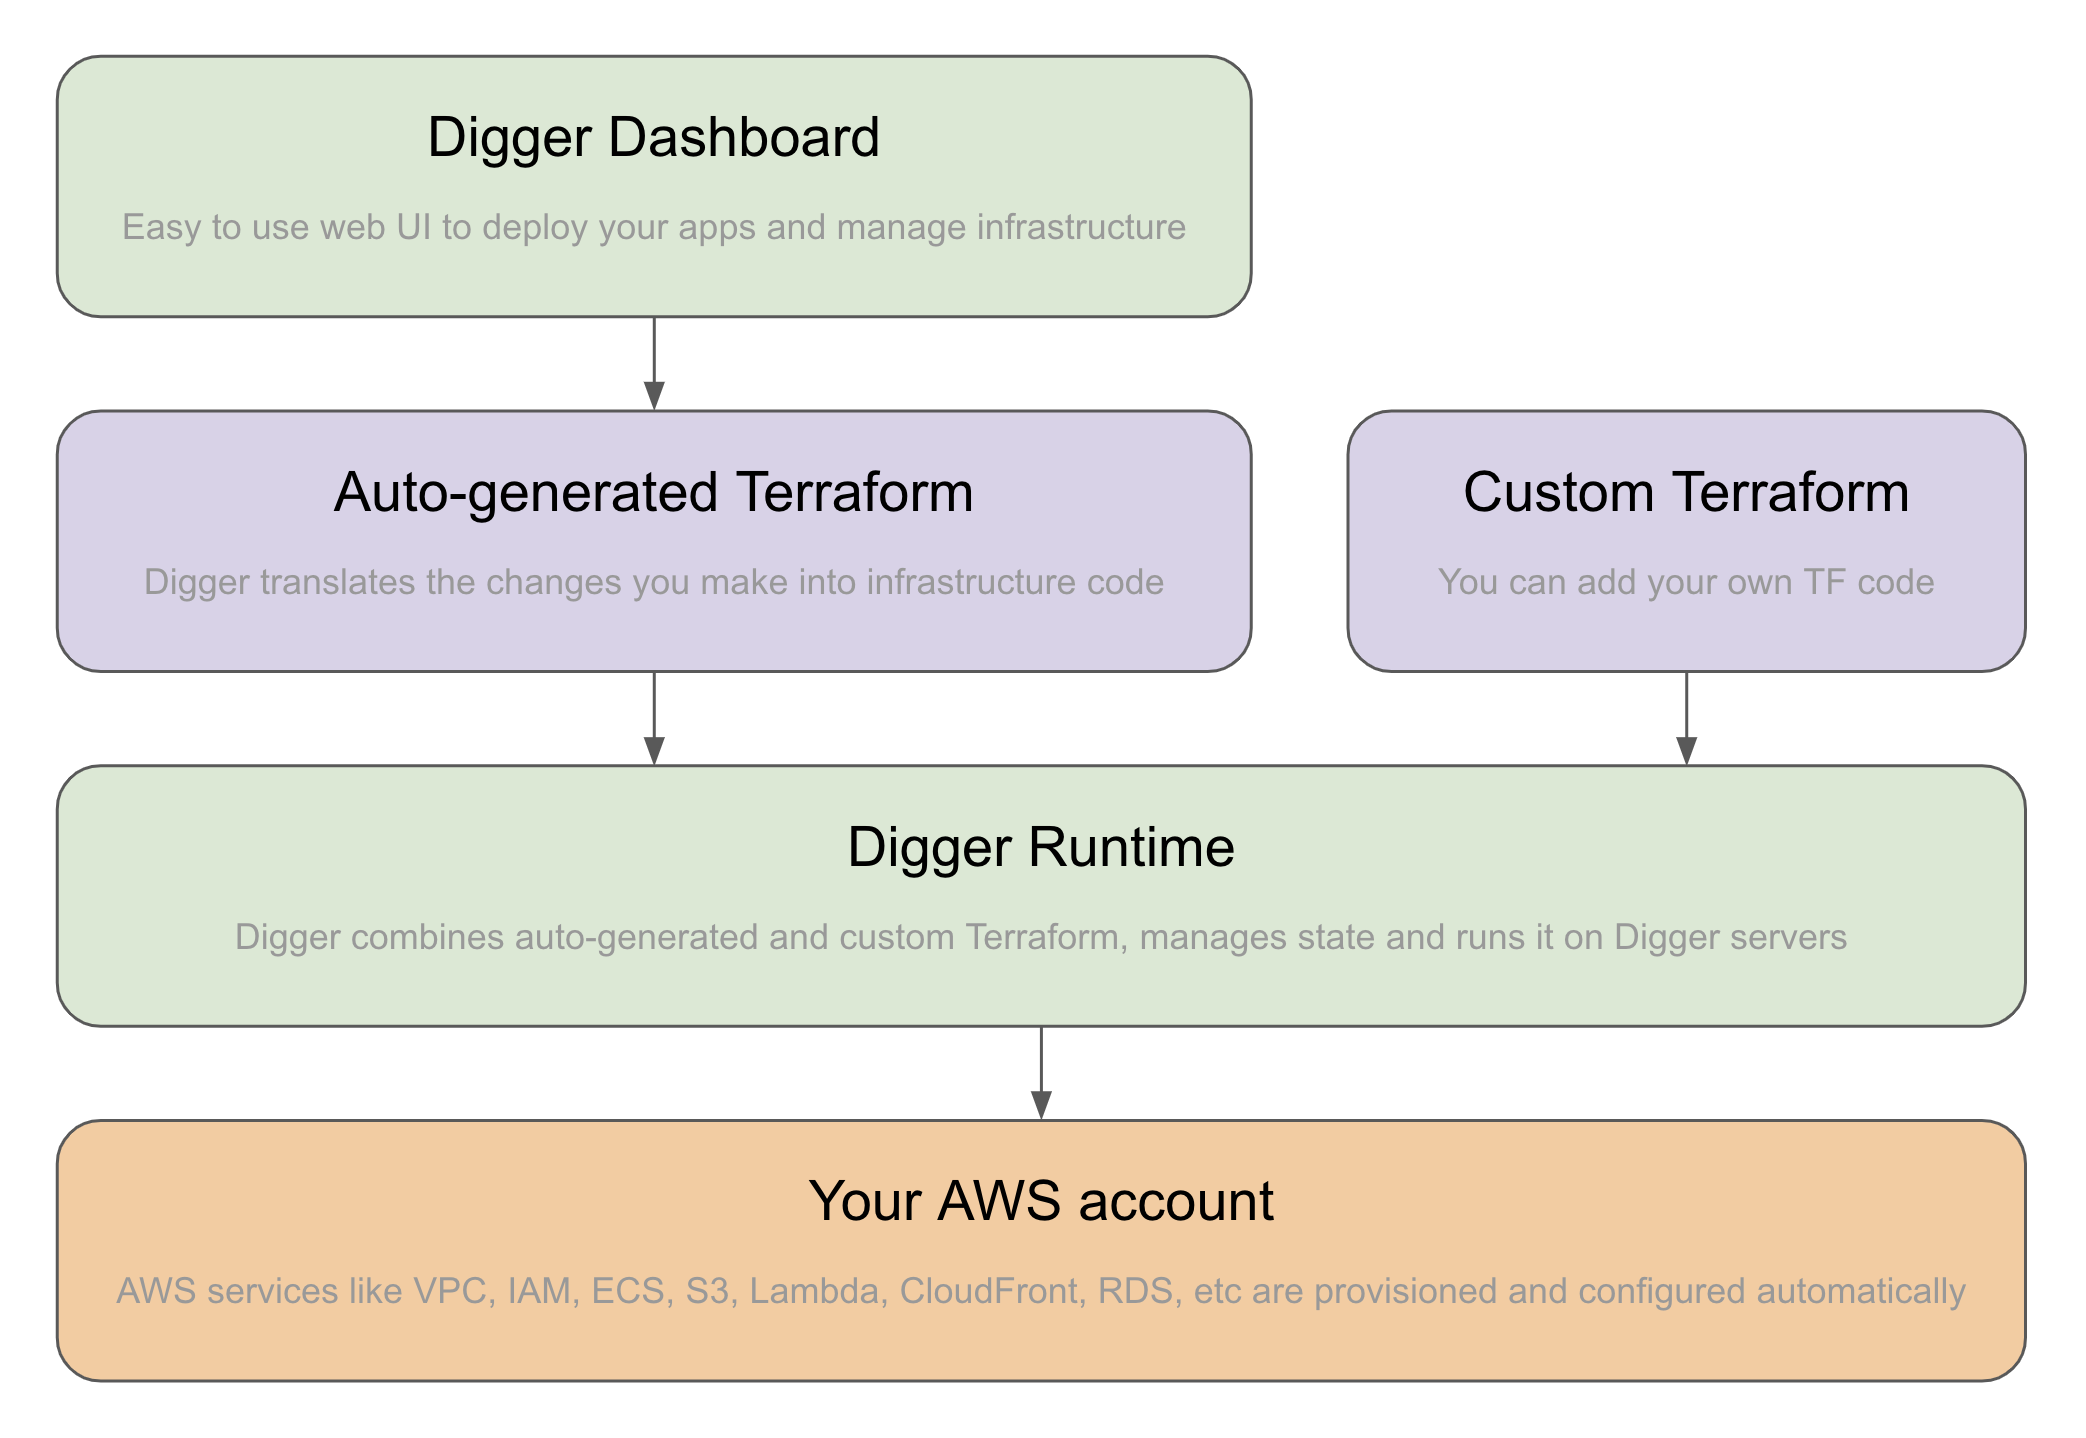 Digger Dashboard
Easy to use web UI to deploy your apps and manage infrastructure
Auto-generated Terraform
Digger translates the changes you make into infrastructure code
Custom Terraform
You can add your own TF code
Digger Runtime
Digger combines auto-generated and custom Terraform, manages state and runs it on Digger servers
Your AWS account
AWS services like VPC, IAM, ECS, S3, Lambda, CloudFront, RDS, etc are provisioned and configured automatically